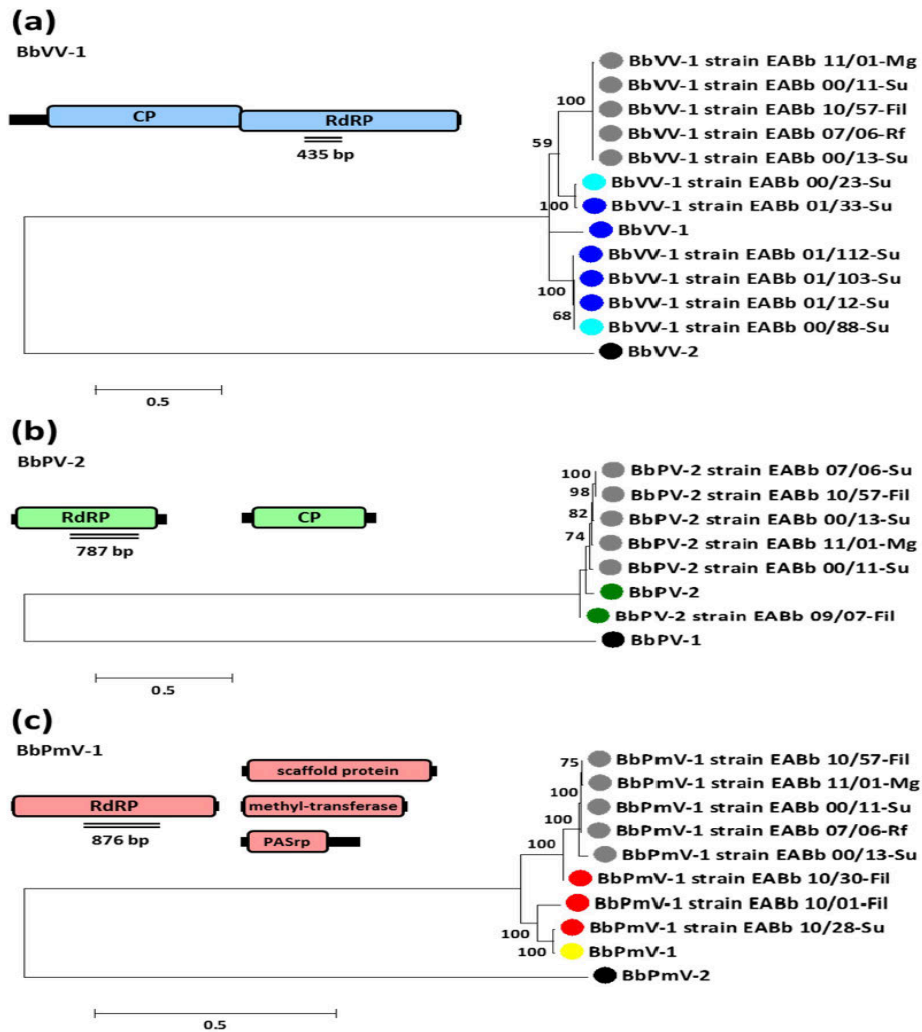 (a)
BbVV-1
CP
RdRP
435 bp
100
59
100
100
68
BbVV-1 strain EABb 11/01-Mg
BbVV-1 strain EABb 00/11-Su
BbVV-1 strain EABb 10/57-Fil
BbVV-1 strain EABb 07/06-Rf
BbVV-1 strain EABb 00/13-Su
BbVV-1 strain EABb 00/23-Su
BbVV-1 strain EABb 01/33-Su
BbVV-1
BbVV-1 strain EABb 01/112-Su
BbVV-1 strain EABb 01/103-Su
BbVV-1 strain EABb 01/12-Su
BbVV-1 strain EABb 00/88-Su
BbVV-2
0.5
(b)
BbPV-2
RdRP
CP
787 bp
100
98
82
74
BbPV-2 strain EABb 07/06-Su
BbPV-2 strain EABb 10/57-Fil
BbPV-2 strain EABb 00/13-Su
BbPV-2 strain EABb 11/01-Mg
BbPV-2 strain EABb 00/11-Su
BbPV-2
BbPV-2 strain EABb 09/07-Fil
BbPV-1
0.5
(c)
BbPmV-1
scaffold protein
RdRP
methyl-transferase
876 bp
PASrp
75
100
100
100
100
100
BbPmV-1 strain EABb 10/57-Fil
BbPmV-1 strain EABb 11/01-Mg
BbPmV-1 strain EABb 00/11-Su
BbPmV-1 strain EABb 07/06-Rf
BbPmV-1 strain EABb 00/13-Su
BbPmV-1 strain EABb 10/30-Fil
BbPmV-1 strain EABb 10/01-Fil
BbPmV-1 strain EABb 10/28-Su
BbPmV-1
BbPmV-2
0.5